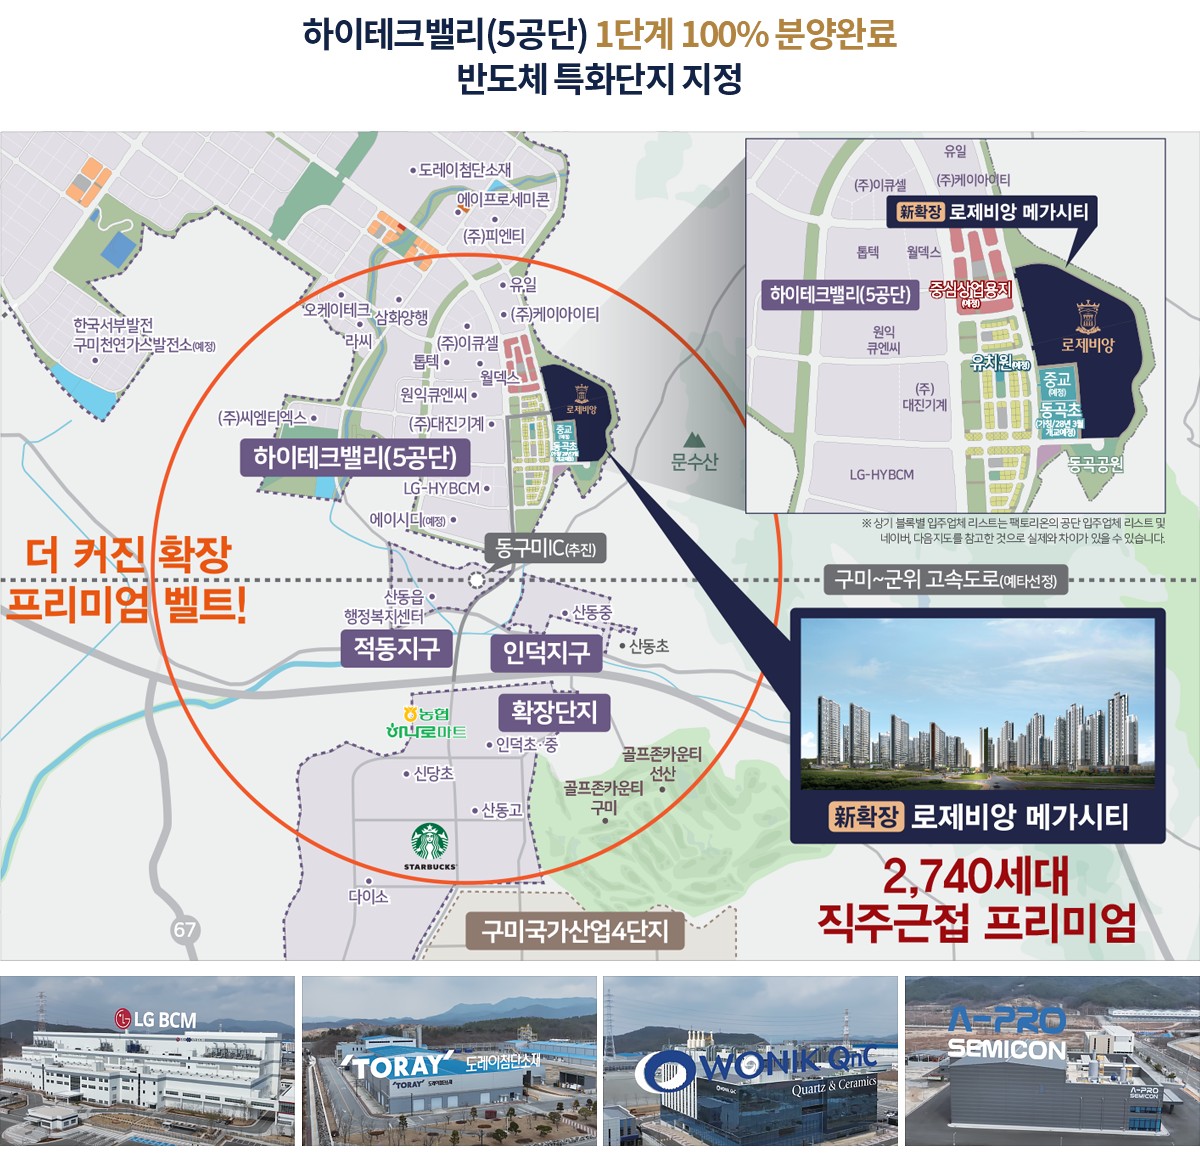 하이테크밸리(5공단) 1단계 100% 분양완료
반도체 특화단지 지정
도레이첨단소재
에이프로세미콘
(주)피엔티
유일
(주)케이아이티
오케이테크
삼화양행
라씨
(주)이큐셀
톱텍
월덱스
원익큐엔씨
(주)대진기계
(주)씨엠티엑스
하이테크밸리(5공단)
LG-HYBCM
에이시디(예정)
한국서부발전
구미천연가스발전소(예정)
로제비앙
중교
(예정)
동곡초
문수산
유일
(주)이큐셀
(주)케이아이티
新확장 로제비앙 메가시티
톱텍
월덱스
하이테크밸리(5공단)
중심상업용지
(예정)
원익
큐엔씨
유치원(예정)
로제비앙
(주)
대진기계
중교
(예정)
동곡초
(가칭/28년 3월
개교예정)
LG-HYBCM
동곡공원
※ 상기 블록별 입주업체 리스트는 팩토리온의 공단 입주업체 리스트 및
네이버, 다음지도를 참고한 것으로 실제와 차이가 있을 수 있습니다.
더 커진 확장
프리미엄 벨트!
동구미IC(추진)
구미~군위 고속도로(예타선정)
산동읍
행정복지센터
적동지구
산동중
산동초
인덕지구
확장단지
농협
하나로마트
인덕초·중
신당초
산동고
골프존카운티
선산
골프존카운티
구미
STARBUCKS
다이소
67
구미국가산업4단지
新확장 로제비앙 메가시티
2,740세대
직주근접 프리미엄
LG BCM
'TORAY' 도레이첨단소재
'TORAY' 도레이첨단소재
WONIK QnC
Quartz & Ceramics
WONIK QnC
A-PRO
SEMICON
A-PRO
SEMICON